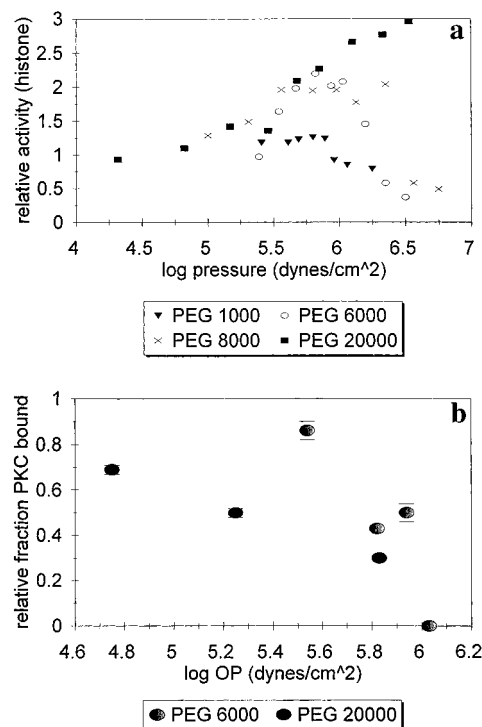 a
relative activity (histone)
3
2.5
2
1.5
1
0.5
0
4 4.5 5 5.5 6 6.5 7
log pressure (dynes/cm^2)
PEG 1000 PEG 6000
PEG 8000 PEG 20000
b
relative fraction PKC bound
1
0.8
0.6
0.4
0.2
0
4.6 4.8 5 5.2 5.4 5.6 5.8 6 6.2
log OP (dynes/cm^2)
PEG 6000 PEG 20000